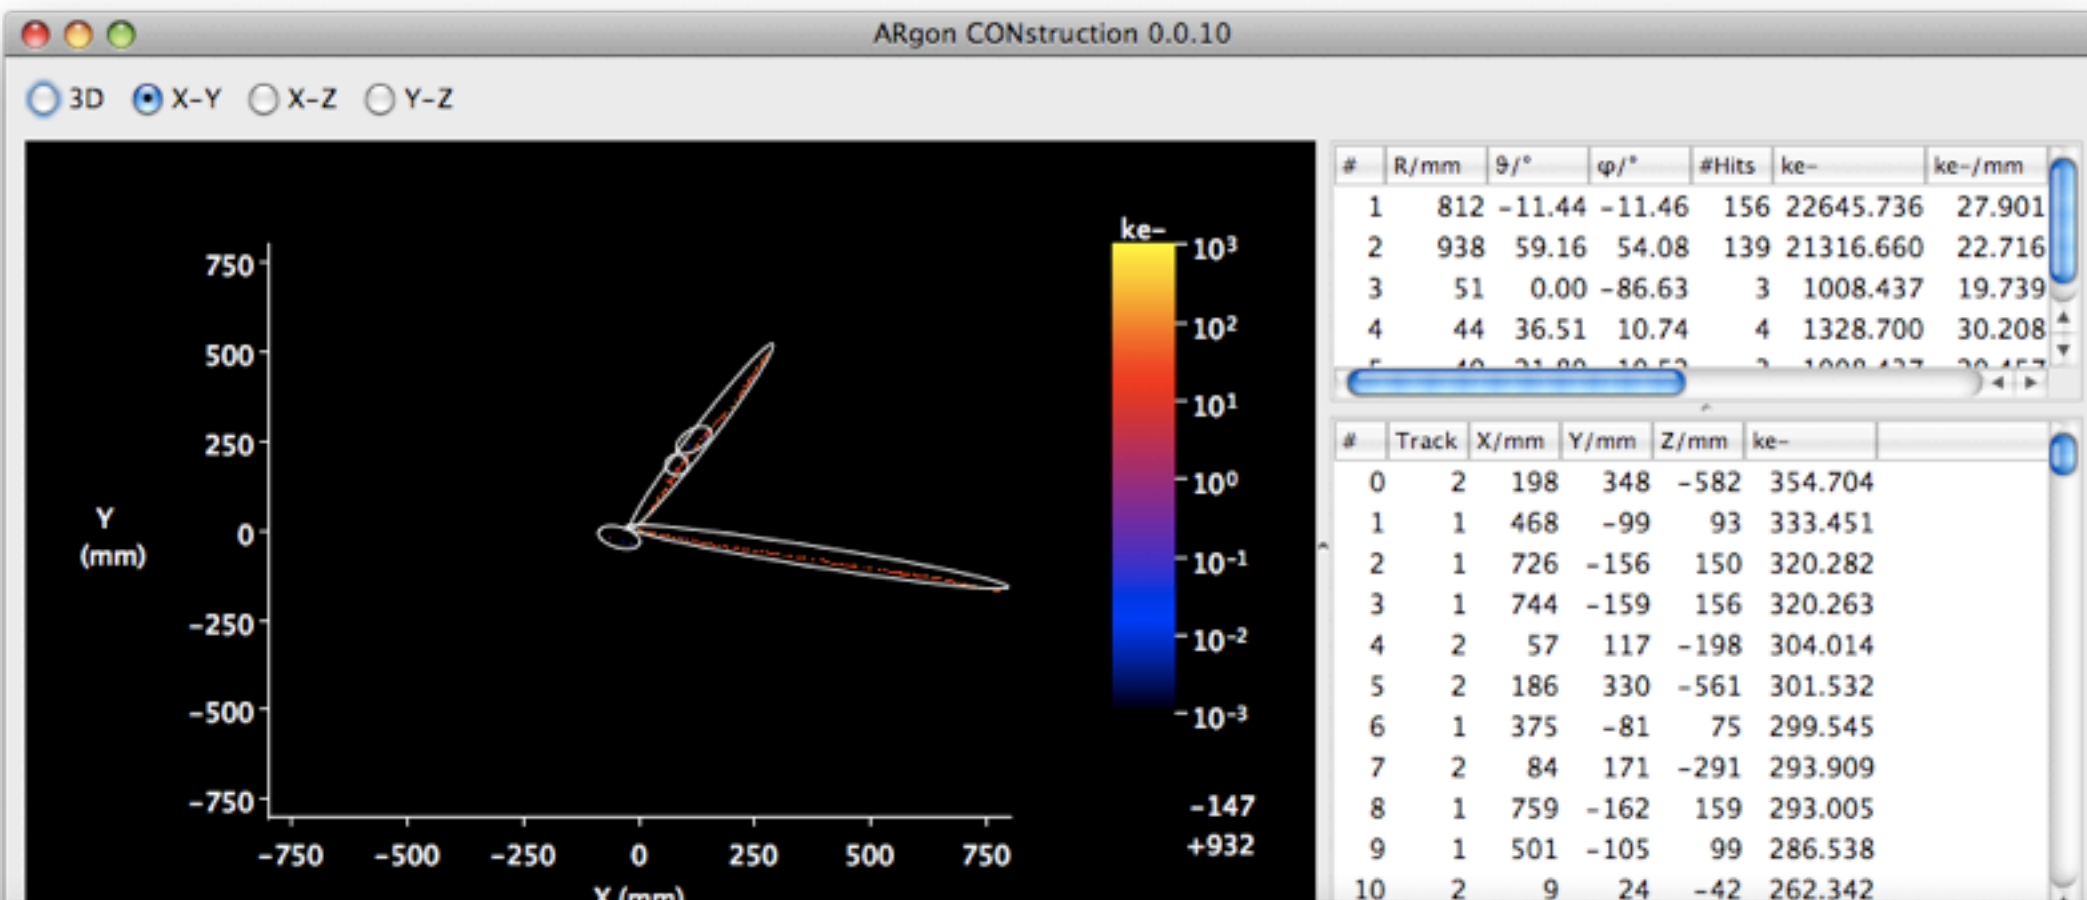 ARgon CONstruction 0.0.10
3D X-Y X-Z Y-Z
ke-
10³
10²
10¹
10⁰
10⁻¹
10⁻²
10⁻³
750
500
250
0
-250
-500
-750
Y
(mm)
-750 -500 -250 0 250 500 750
X (mm)
-147
+932
# R/mm ϑ/° φ/° #Hits ke- ke-/mm
1 812 -11.44 -11.46 156 22645.736 27.901
2 938 59.16 54.08 139 21316.660 22.716
3 51 0.00 -86.63 3 1008.437 19.739
4 44 36.51 10.74 4 1328.700 30.208
# Track X/mm Y/mm Z/mm ke-
0 2 198 348 -582 354.704
1 1 468 -99 93 333.451
2 1 726 -156 150 320.282
3 1 744 -159 156 320.263
4 2 57 117 -198 304.014
5 2 186 330 -561 301.532
6 1 375 -81 75 299.545
7 2 84 171 -291 293.909
8 1 759 -162 159 293.005
9 1 501 -105 99 286.538
10 2 9 24 -42 262.342